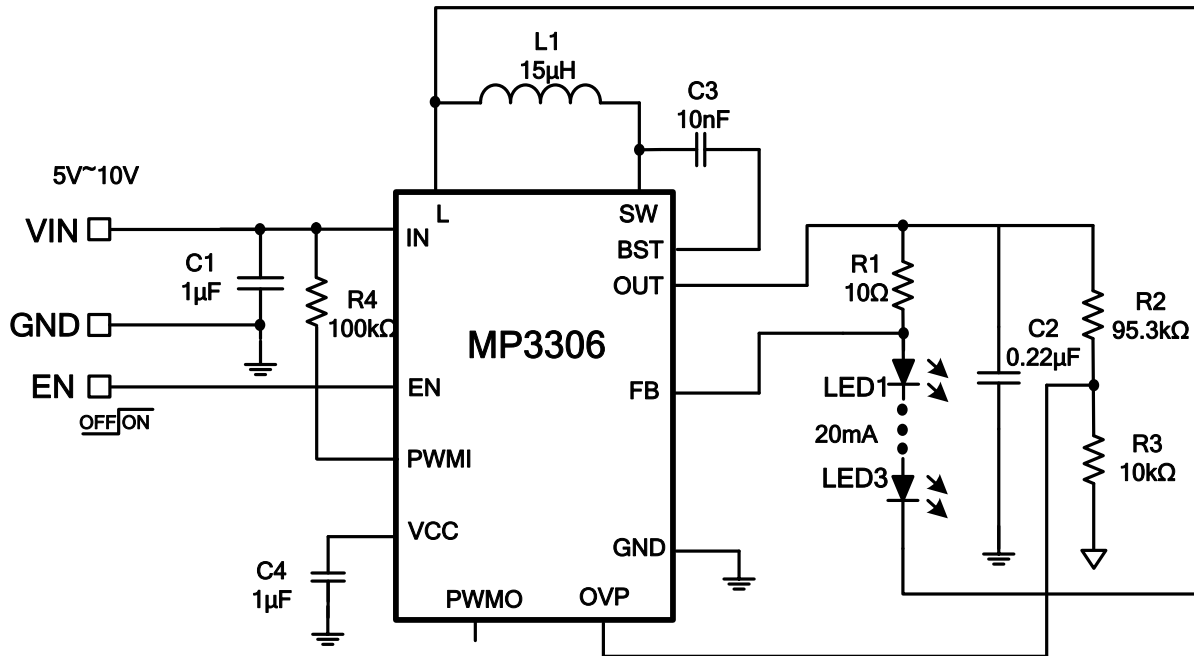 L1
15μH
C3
10nF
5V~10V
L
SW
VIN
IN
BST
C1
1μF
OUT
R1
10Ω
R4
100kΩ
R2
95.3kΩ
GND
MP3306
C2
0.22μF
EN
EN
FB
LED1
OFF ON
20mA
PWMI
LED3
R3
10kΩ
VCC
GND
C4
1μF
PWMO
OVP